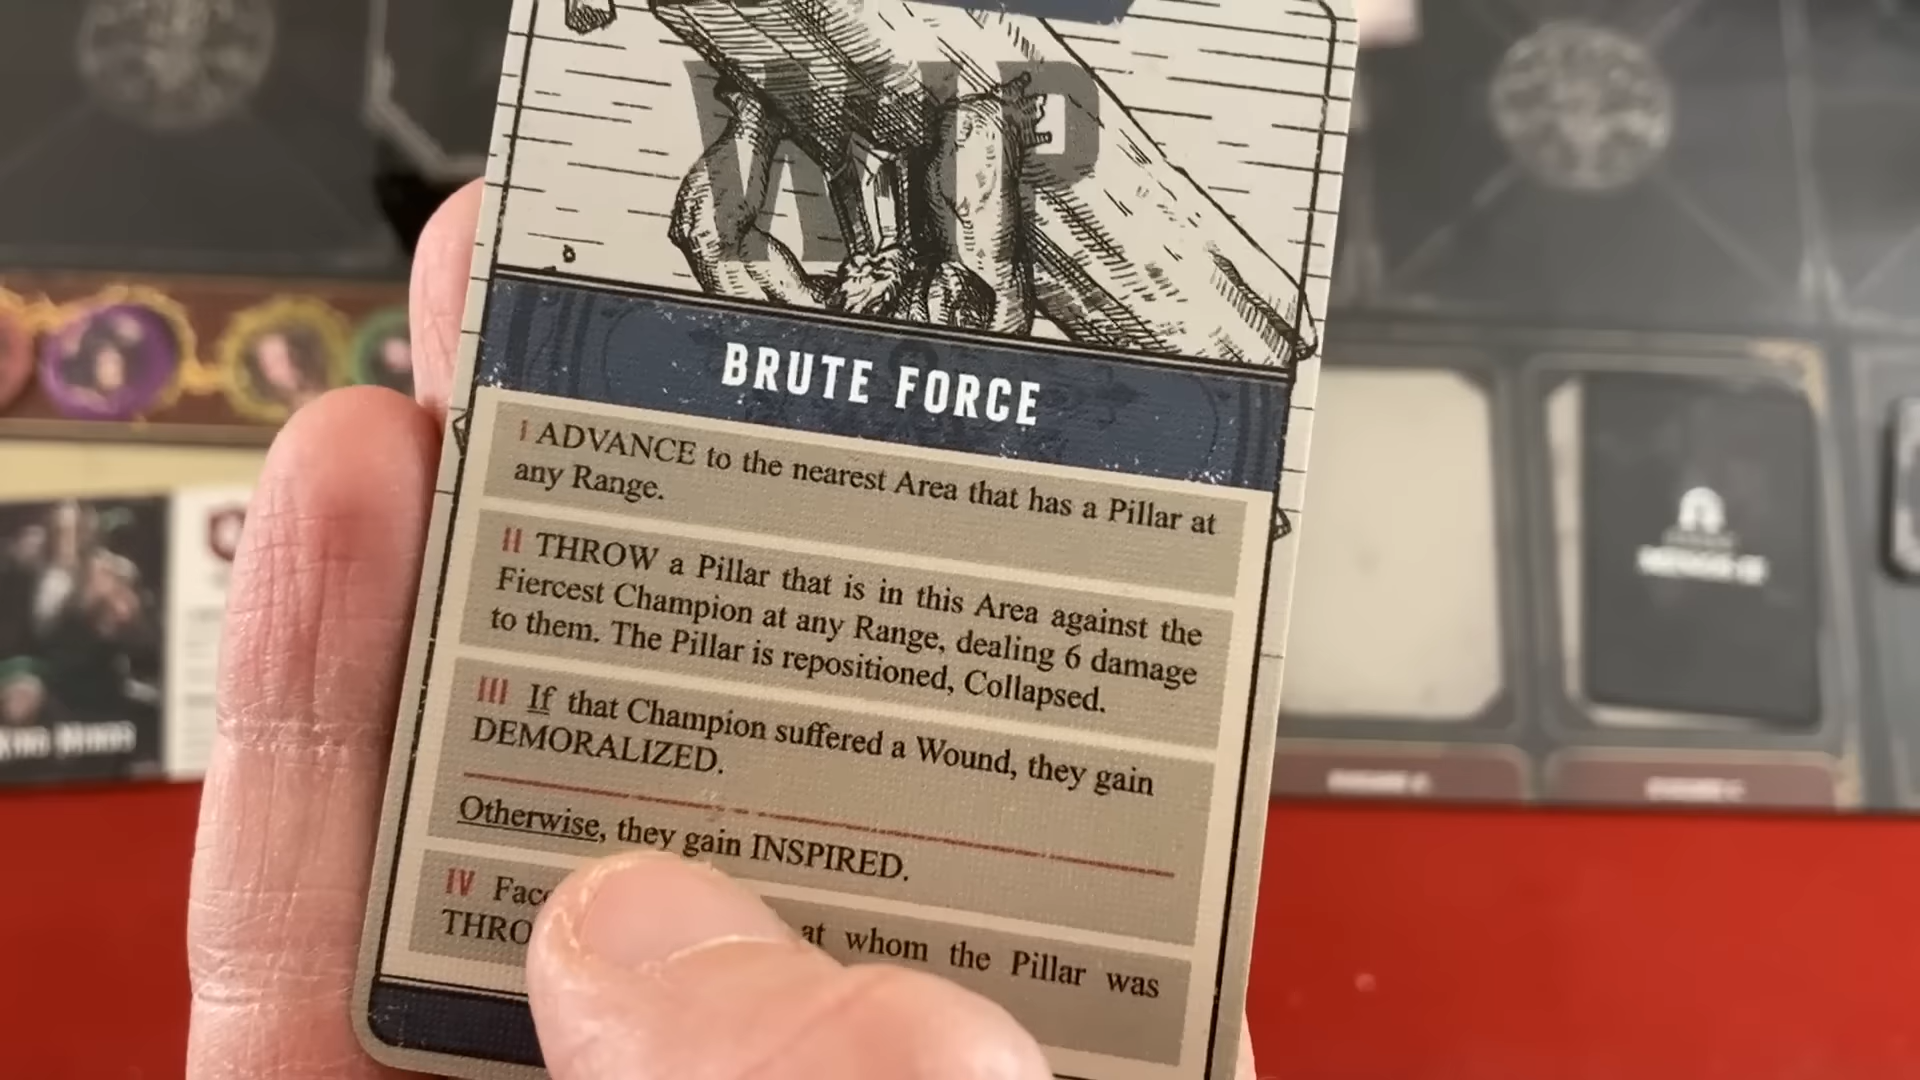 WIP
BRUTE FORCE
I ADVANCE to the nearest Area that has a Pillar at
any Range.
II THROW a Pillar that is in this Area against the
Fiercest Champion at any Range, dealing 6 damage
to them. The Pillar is repositioned, Collapsed.
III If that Champion suffered a Wound, they gain
DEMORALIZED.
Otherwise, they gain INSPIRED.
IV at whom the Pillar was